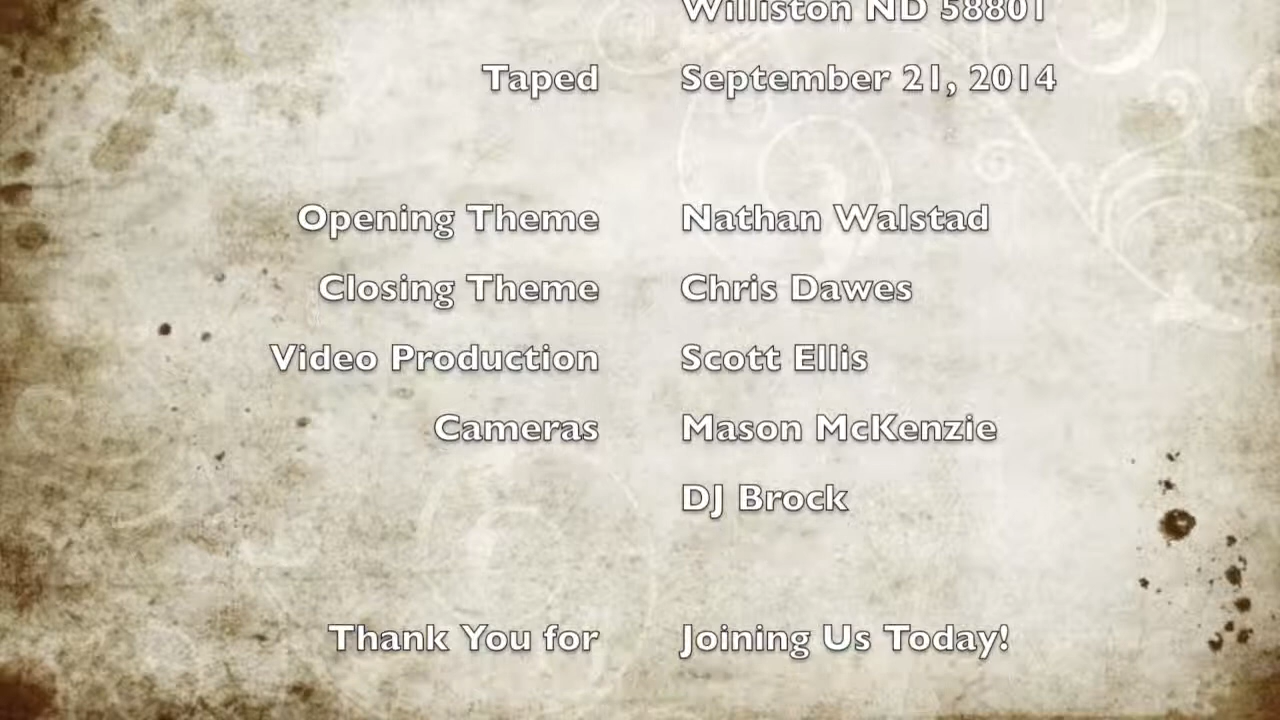 Williston ND 58801
Taped September 21, 2014
Opening Theme Nathan Walstad
Closing Theme Chris Dawes
Video Production Scott Ellis
Cameras Mason McKenzie
DJ Brock
Thank You for Joining Us Today!